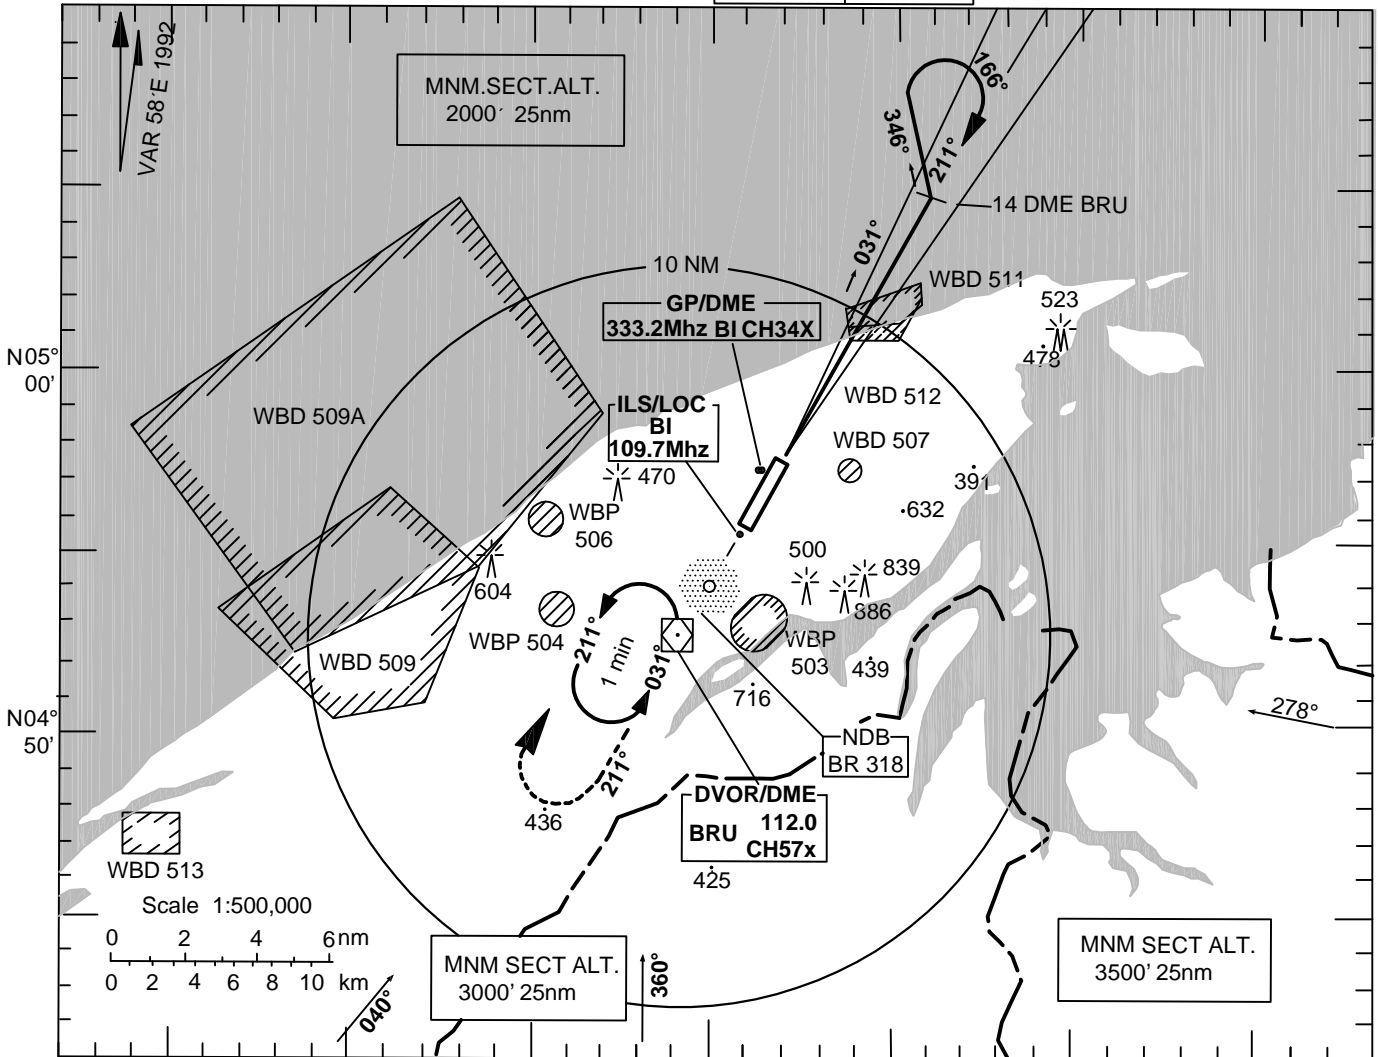 VAR 58'E 1992
MNM.SECT.ALT.
2000' 25nm
166°
346°
211°
14 DME BRU
031°
10 NM
WBD 511
GP/DME
333.2Mhz BI CH34X
523
478
N05°
00'
WBD 509A
ILS/LOC
BI
109.7Mhz
WBD 512
WBD 507
470
391
632
WBP
506
500
839
604
886
WBP 504
211°
1 min
031°
WBP
503
WBD 509
439
716
N04°
50'
278°
NDB
BR 318
211°
DVOR/DME
BRU 112.0
CH57x
436
425
WBD 513
Scale 1:500,000
0 2 4 6 nm
0 2 4 6 8 10 km
040°
MNM SECT ALT.
3000' 25nm
360°
MNM SECT ALT.
3500' 25nm